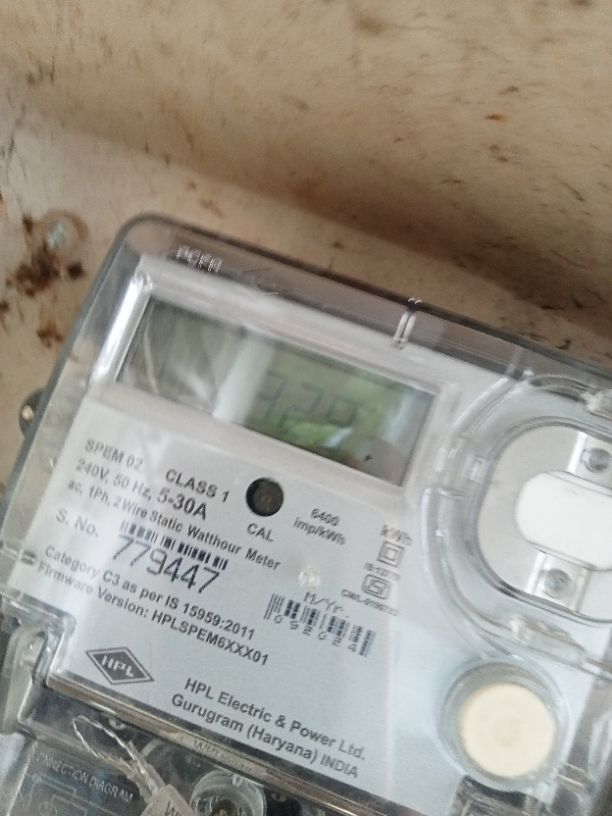 SPEM 02 CLASS 1
240V, 50 Hz, 5-30A
ac, 1Ph, 2 Wire Static Watthour Meter
CAL
6400
imp/kWh
kWh
S. No.
779447
Category C3 as per IS 15959:2011
Firmware Version: HPLSPEM6XXX01
M/Yr.
HPL
HPL Electric & Power Ltd.
Gurugram (Haryana) INDIA
CONNECTION DIAGRAM